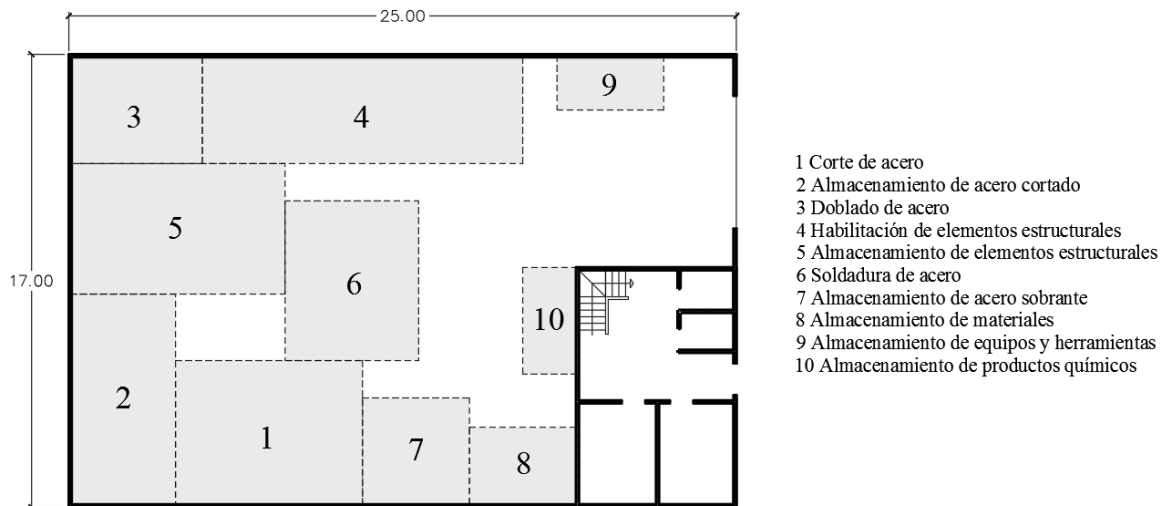 25.00
17.00
3
4
9
5
6
10
2
1
7
8
1 Corte de acero
2 Almacenamiento de acero cortado
3 Doblado de acero
4 Habilitación de elementos estructurales
5 Almacenamiento de elementos estructurales
6 Soldadura de acero
7 Almacenamiento de acero sobrante
8 Almacenamiento de materiales
9 Almacenamiento de equipos y herramientas
10 Almacenamiento de productos químicos